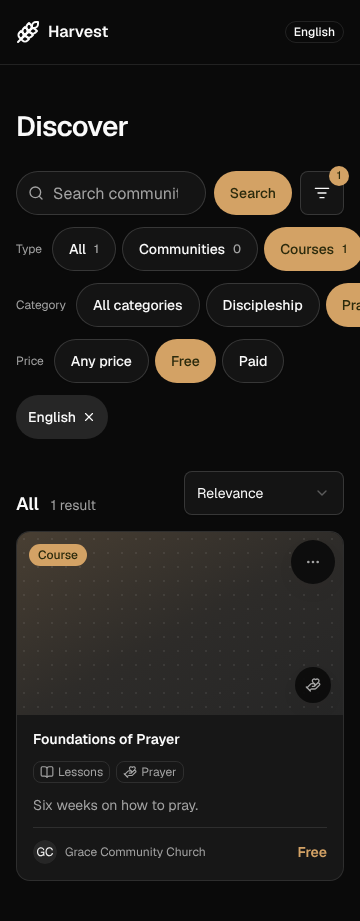 Harvest English
Discover
Search Search 1
Type All 1 Communities 0 Courses 1
Category All categories Discipleship
Price Any price Free Paid
English
All 1 result Relevance
Course
Foundations of Prayer
Lessons Prayer
Six weeks on how to pray.
GC Grace Community Church Free